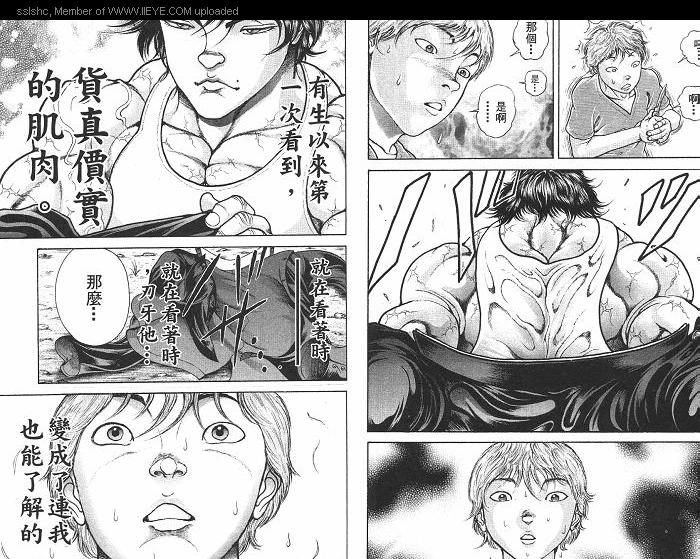 sslshc, Member of WWW.IIEYE.COM uploaded
那個……
是…
是啊……
啊…
有生以來第
一次看到，
貨真價實
的肌肉。
就在看著時
就在看著時
，刃牙他…
那麼…
變成了連我
也能了解的